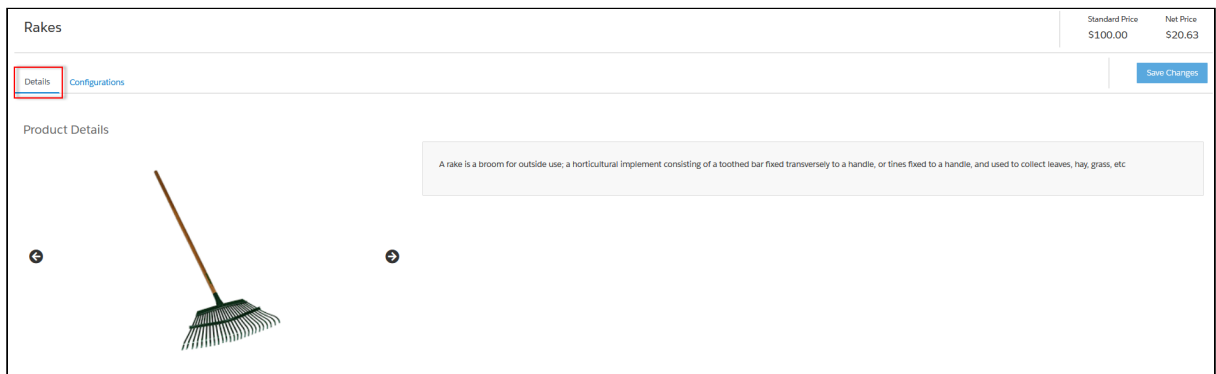 Rakes
Standard Price
Net Price
$100.00
$20.63
Details
Configurations
Save Changes
Product Details
A rake is a broom for outside use; a horticultural implement consisting of a toothed bar fixed transversely to a handle, or tines fixed to a handle, and used to collect leaves, hay, grass, etc